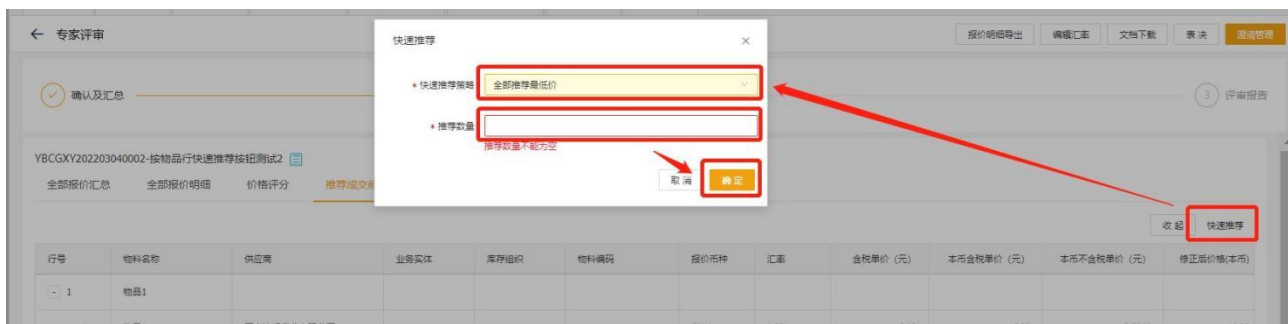 ← 专家评审
报价明细导出 编辑汇率 文档下载 表决 澄清管理
快速推荐 ×
* 快速推荐策略 全部推荐最低价
* 推荐数量
推荐数量不能为空
取消 确定
确认及汇总
3 评审报告
YBCGXY202203040002-按物品行快速推荐按钮测试2
全部报价汇总 全部报价明细 价格评分 推荐成交
收起 快速推荐
行号 物料名称 供应商 业务实体 库存组织 物料编码 报价币种 汇率 含税单价（元） 本币含税单价（元） 本币不含税单价（元） 修正后价格(本币)
- 1 物品1